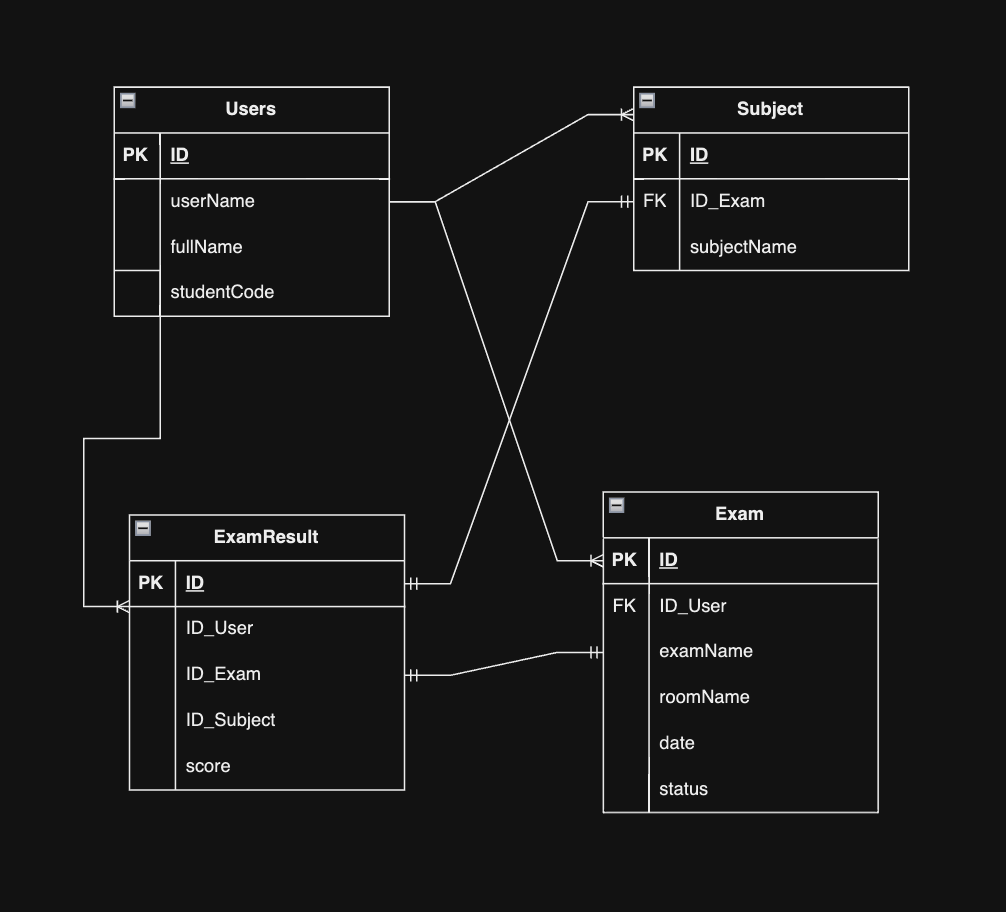 Users
PK ID
userName
fullName
studentCode
Subject
PK ID
FK ID_Exam
subjectName
ExamResult
PK ID
ID_User
ID_Exam
ID_Subject
score
Exam
PK ID
FK ID_User
examName
roomName
date
status